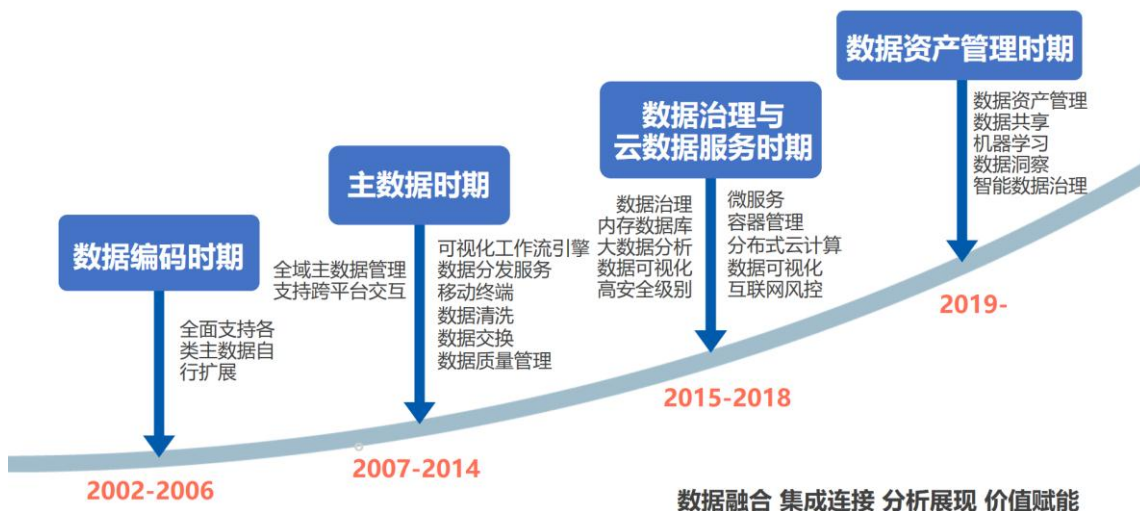 数据编码时期
全面支持各
类主数据自
行扩展
2002-2006
主数据时期
全域主数据管理
支持跨平台交互
可视化工作流引擎
数据分发服务
移动终端
数据清洗
数据交换
数据质量管理
2007-2014
数据治理与
云数据服务时期
数据治理
内存数据库
大数据分析
数据可视化
高安全级别
微服务
容器管理
分布式云计算
数据可视化
互联网风控
2015-2018
数据资产管理时期
数据资产管理
数据共享
机器学习
数据洞察
智能数据治理
2019-
数据融合 集成连接 分析展现 价值赋能